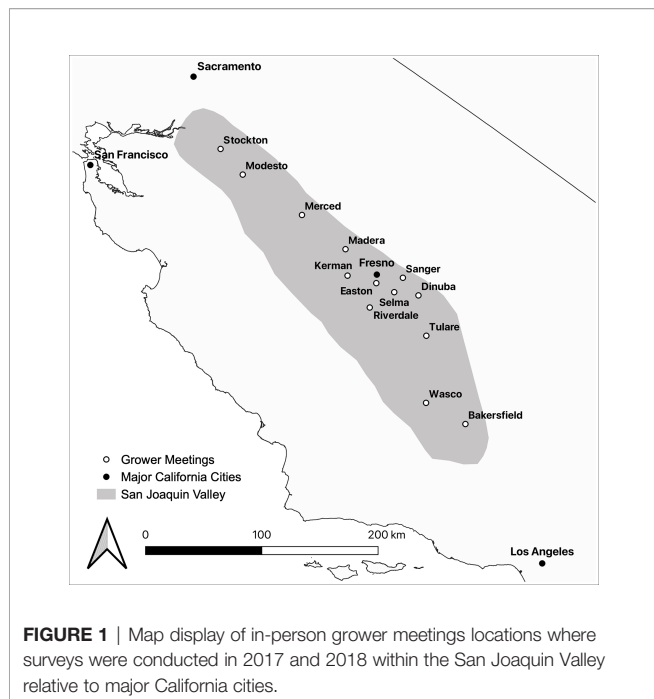 Sacramento
Stockton
San Francisco
Modesto
Merced
Madera
Kerman
Fresno
Sanger
Easton
Dinuba
Selma
Riverdale
Tulare
Wasco
Bakersfield
Grower Meetings
Major California Cities
San Joaquin Valley
0 100 200 km
Los Angeles
FIGURE 1 | Map display of in-person grower meetings locations where
surveys were conducted in 2017 and 2018 within the San Joaquin Valley
relative to major California cities.